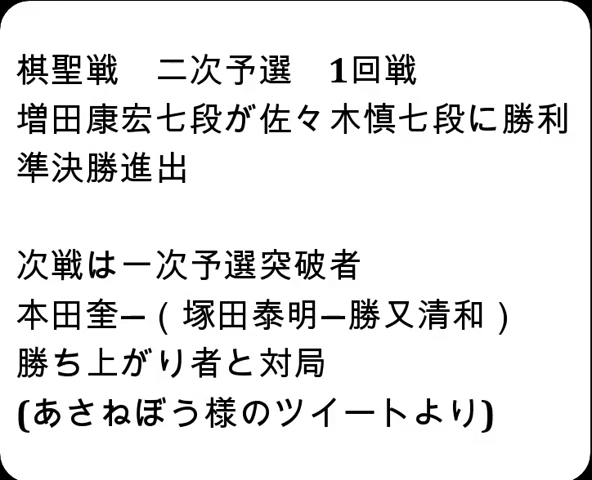 棋聖戦　二次予選　1回戦
増田康宏七段が佐々木慎七段に勝利
準決勝進出
次戦は一次予選突破者
本田奎ー（塚田泰明ー勝又清和）
勝ち上がり者と対局
(あさねぼう様のツイートより)